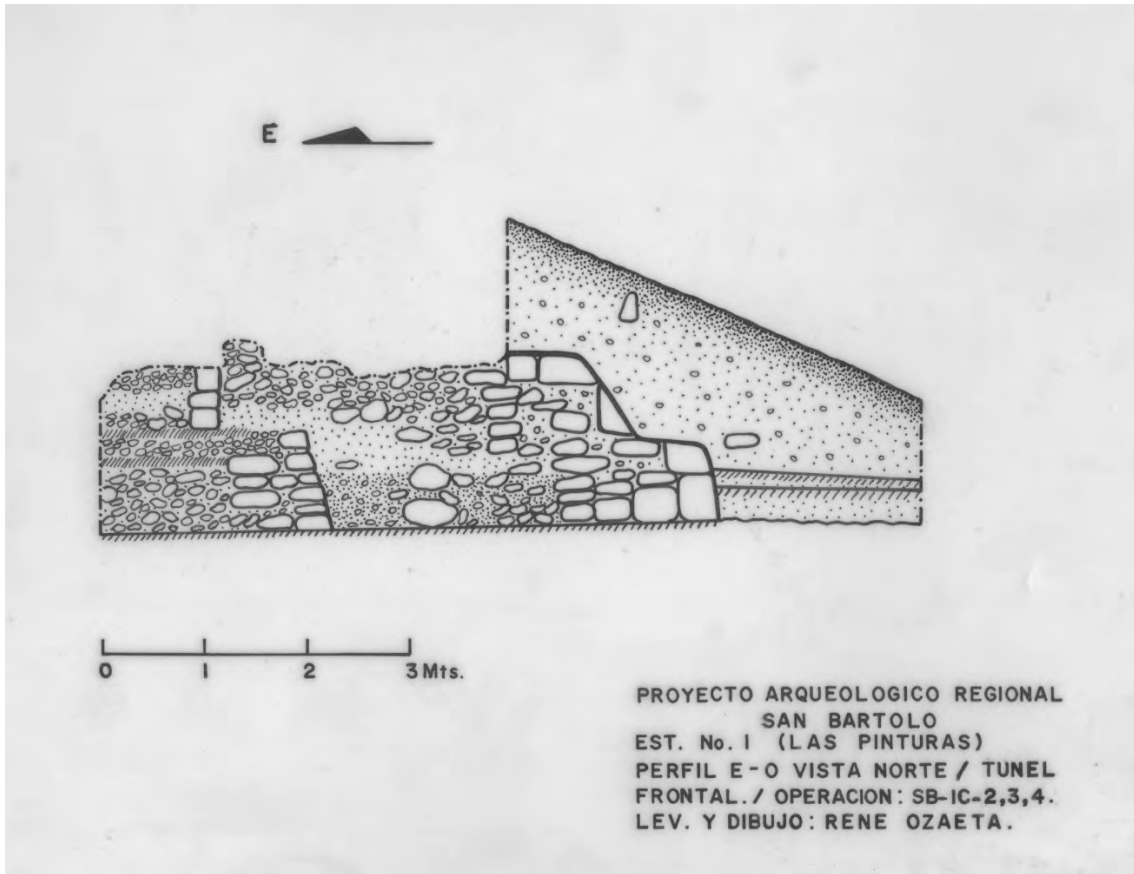 E
0 1 2 3 Mts.
PROYECTO ARQUEOLOGICO REGIONAL
SAN BARTOLO
EST. No. 1 (LAS PINTURAS)
PERFIL E-O VISTA NORTE / TUNEL
FRONTAL. / OPERACION: SB-1C-2,3,4.
LEV. Y DIBUJO: RENE OZAETA.